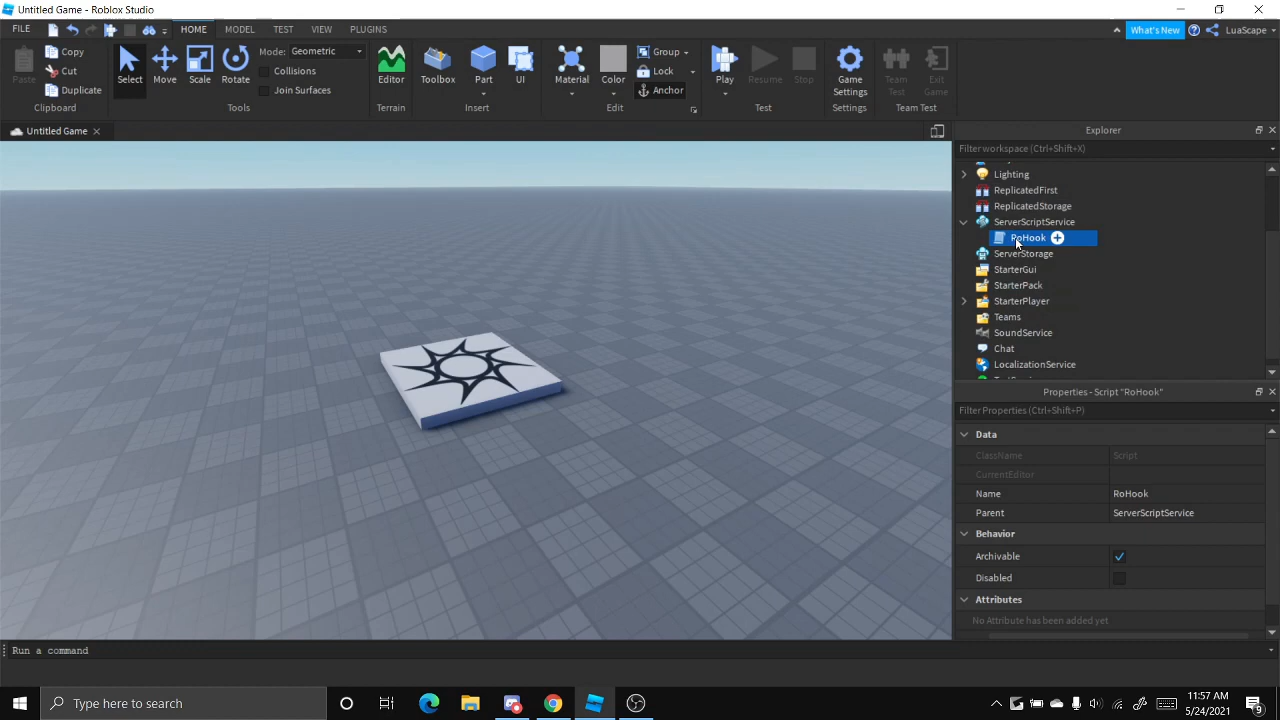 Untitled Game - Roblox Studio
FILE HOME MODEL TEST VIEW PLUGINS What's New LuaScape
Paste Copy Cut Duplicate
Clipboard
Select Move Scale Rotate
Mode: Geometric
Collisions
Join Surfaces
Tools
Editor
Terrain
Toolbox Part UI
Insert
Material Color Group Lock Anchor
Edit
Play Resume Stop
Test
Game Settings
Settings
Team Test Exit Game
Team Test
Untitled Game
Explorer
Filter workspace (Ctrl+Shift+X)
Lighting
ReplicatedFirst
ReplicatedStorage
ServerScriptService
RoHook
ServerStorage
StarterGui
StarterPack
StarterPlayer
Teams
SoundService
Chat
LocalizationService
Properties - Script "RoHook"
Filter Properties (Ctrl+Shift+P)
Data
ClassName Script
CurrentEditor
Name RoHook
Parent ServerScriptService
Behavior
Archivable
Disabled
Attributes
No Attribute has been added yet
Run a command
Type here to search
11:57 AM
5/24/2021